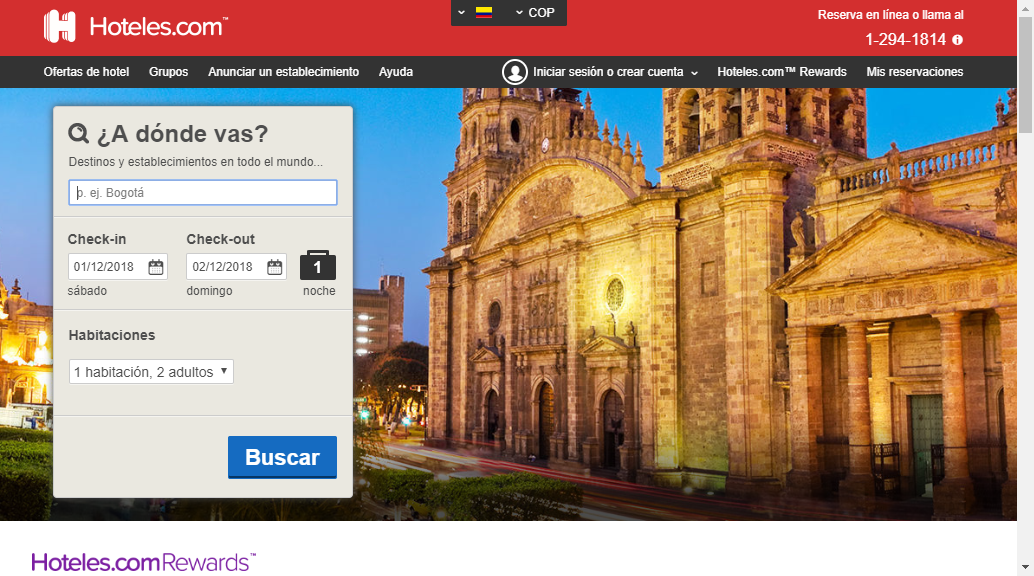 Hoteles.com™
COP
Reserva en línea o llama al
1-294-1814
Ofertas de hotel Grupos Anunciar un establecimiento Ayuda Iniciar sesión o crear cuenta Hoteles.com™ Rewards Mis reservaciones
¿A dónde vas?
Destinos y establecimientos en todo el mundo...
p. ej. Bogotá
Check-in Check-out
01/12/2018 02/12/2018 1
sábado domingo noche
Habitaciones
1 habitación, 2 adultos
Buscar
Hoteles.com Rewards™